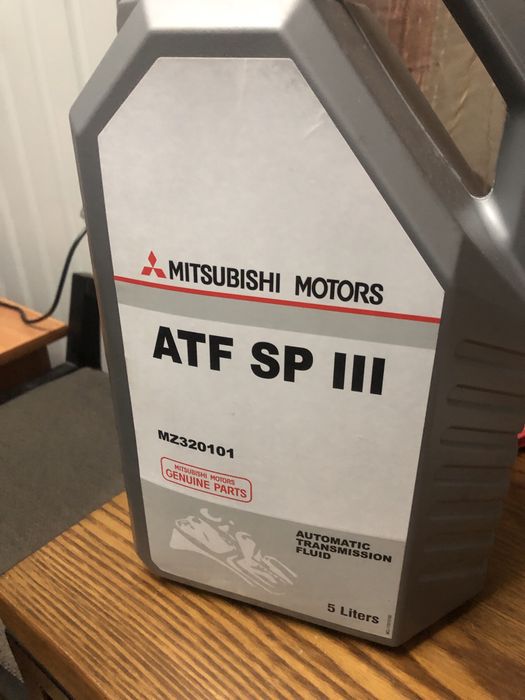 MITSUBISHI MOTORS
ATF SP III
MZ320101
MITSUBISHI MOTORS
GENUINE PARTS
AUTOMATIC
TRANSMISSION
FLUID
5 Liters